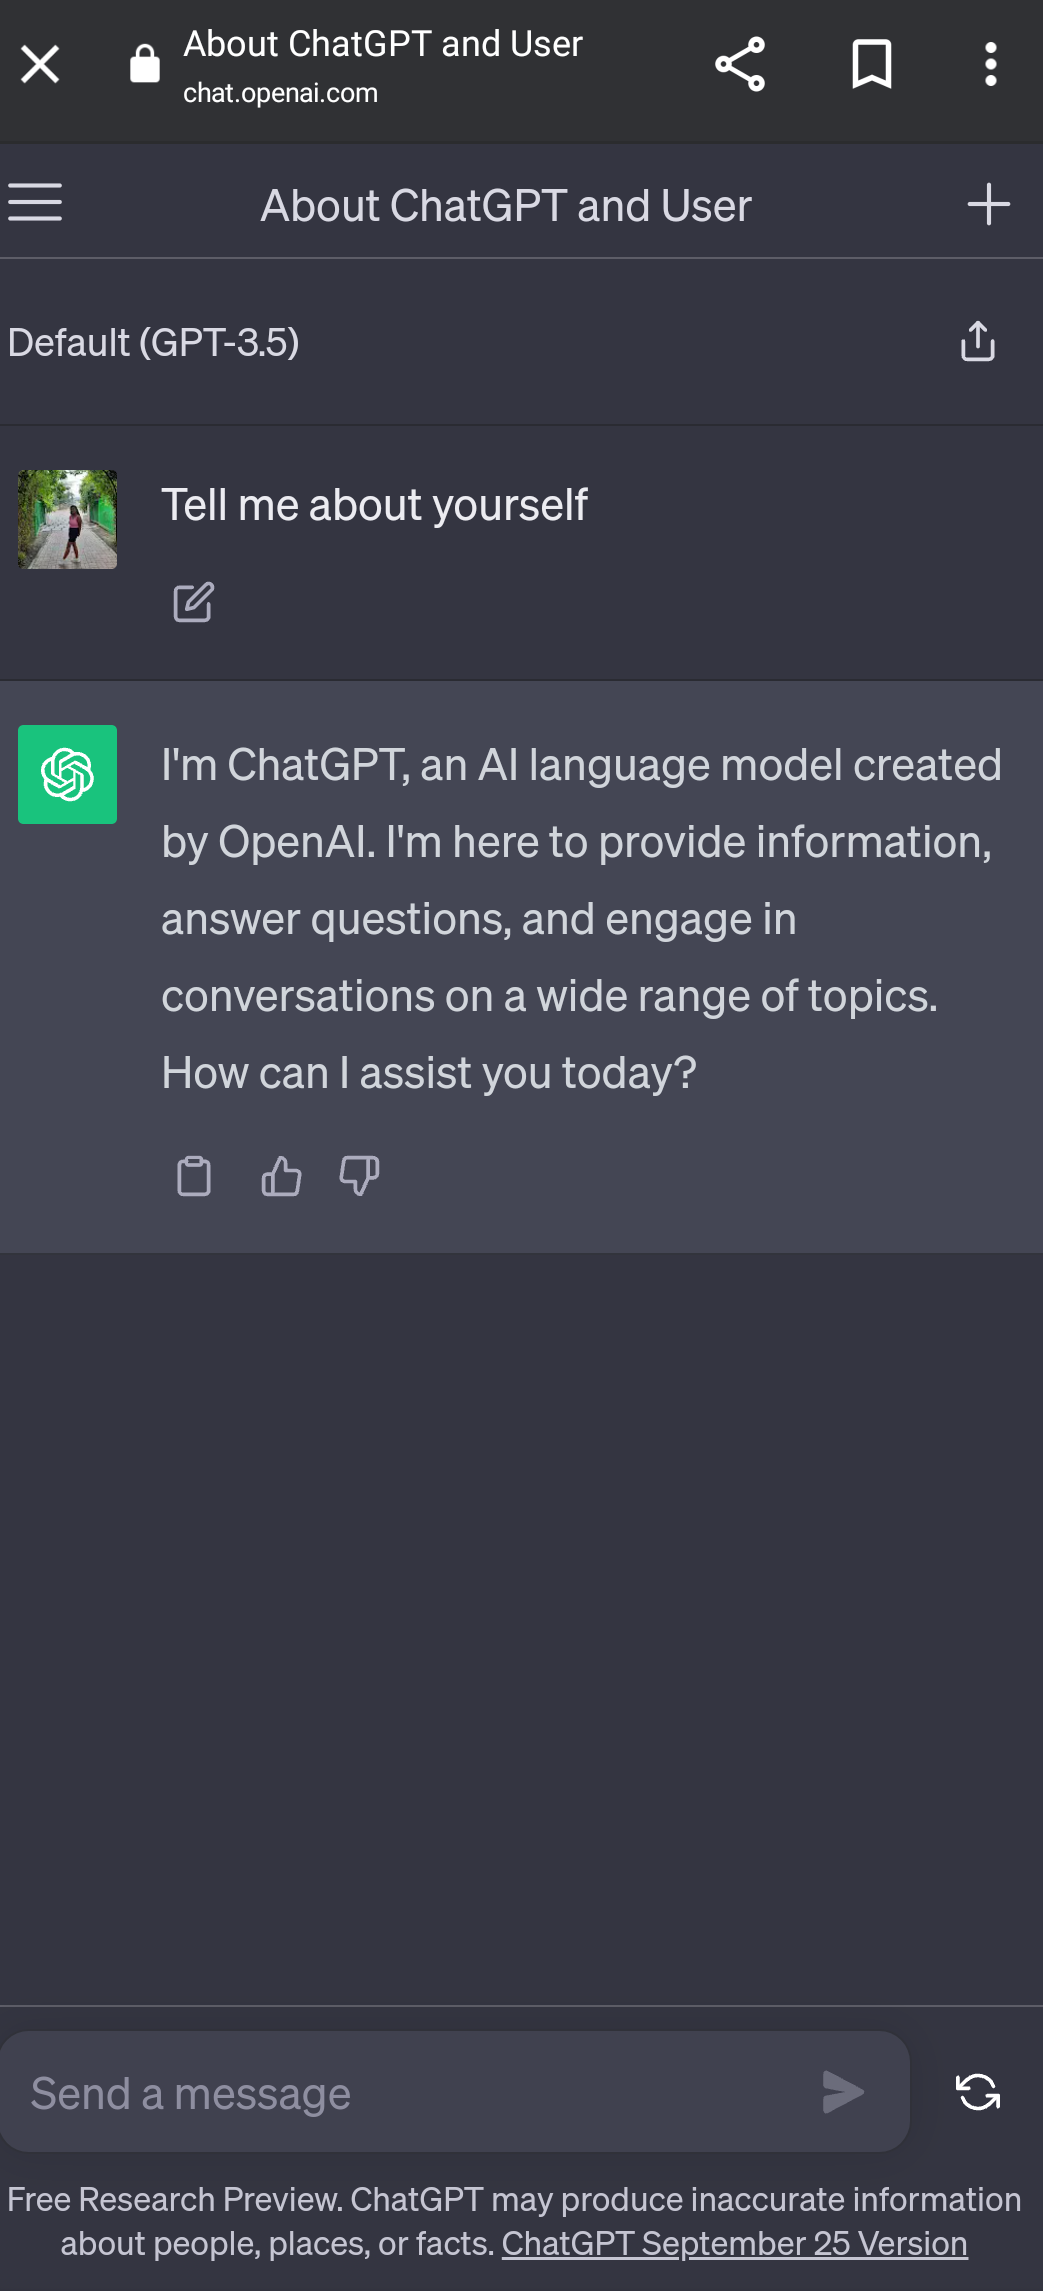 About ChatGPT and User
chat.openai.com
About ChatGPT and User
Default (GPT-3.5)
Tell me about yourself
I'm ChatGPT, an AI language model created
by OpenAI. I'm here to provide information,
answer questions, and engage in
conversations on a wide range of topics.
How can I assist you today?
Send a message
Free Research Preview. ChatGPT may produce inaccurate information
about people, places, or facts. ChatGPT September 25 Version